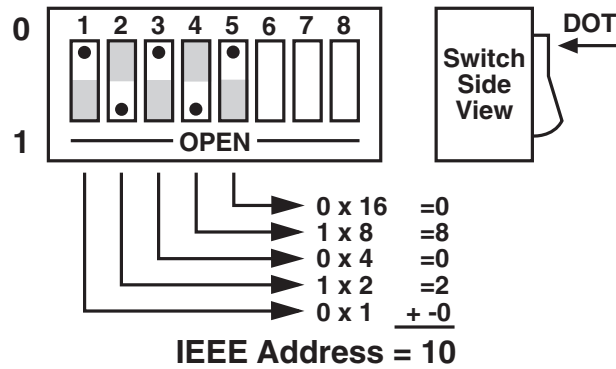 0 1 2 3 4 5 6 7 8
1 OPEN
Switch
Side
View
DOT
0 x 16 =0
1 x 8 =8
0 x 4 =0
1 x 2 =2
0 x 1 + -0
IEEE Address = 10